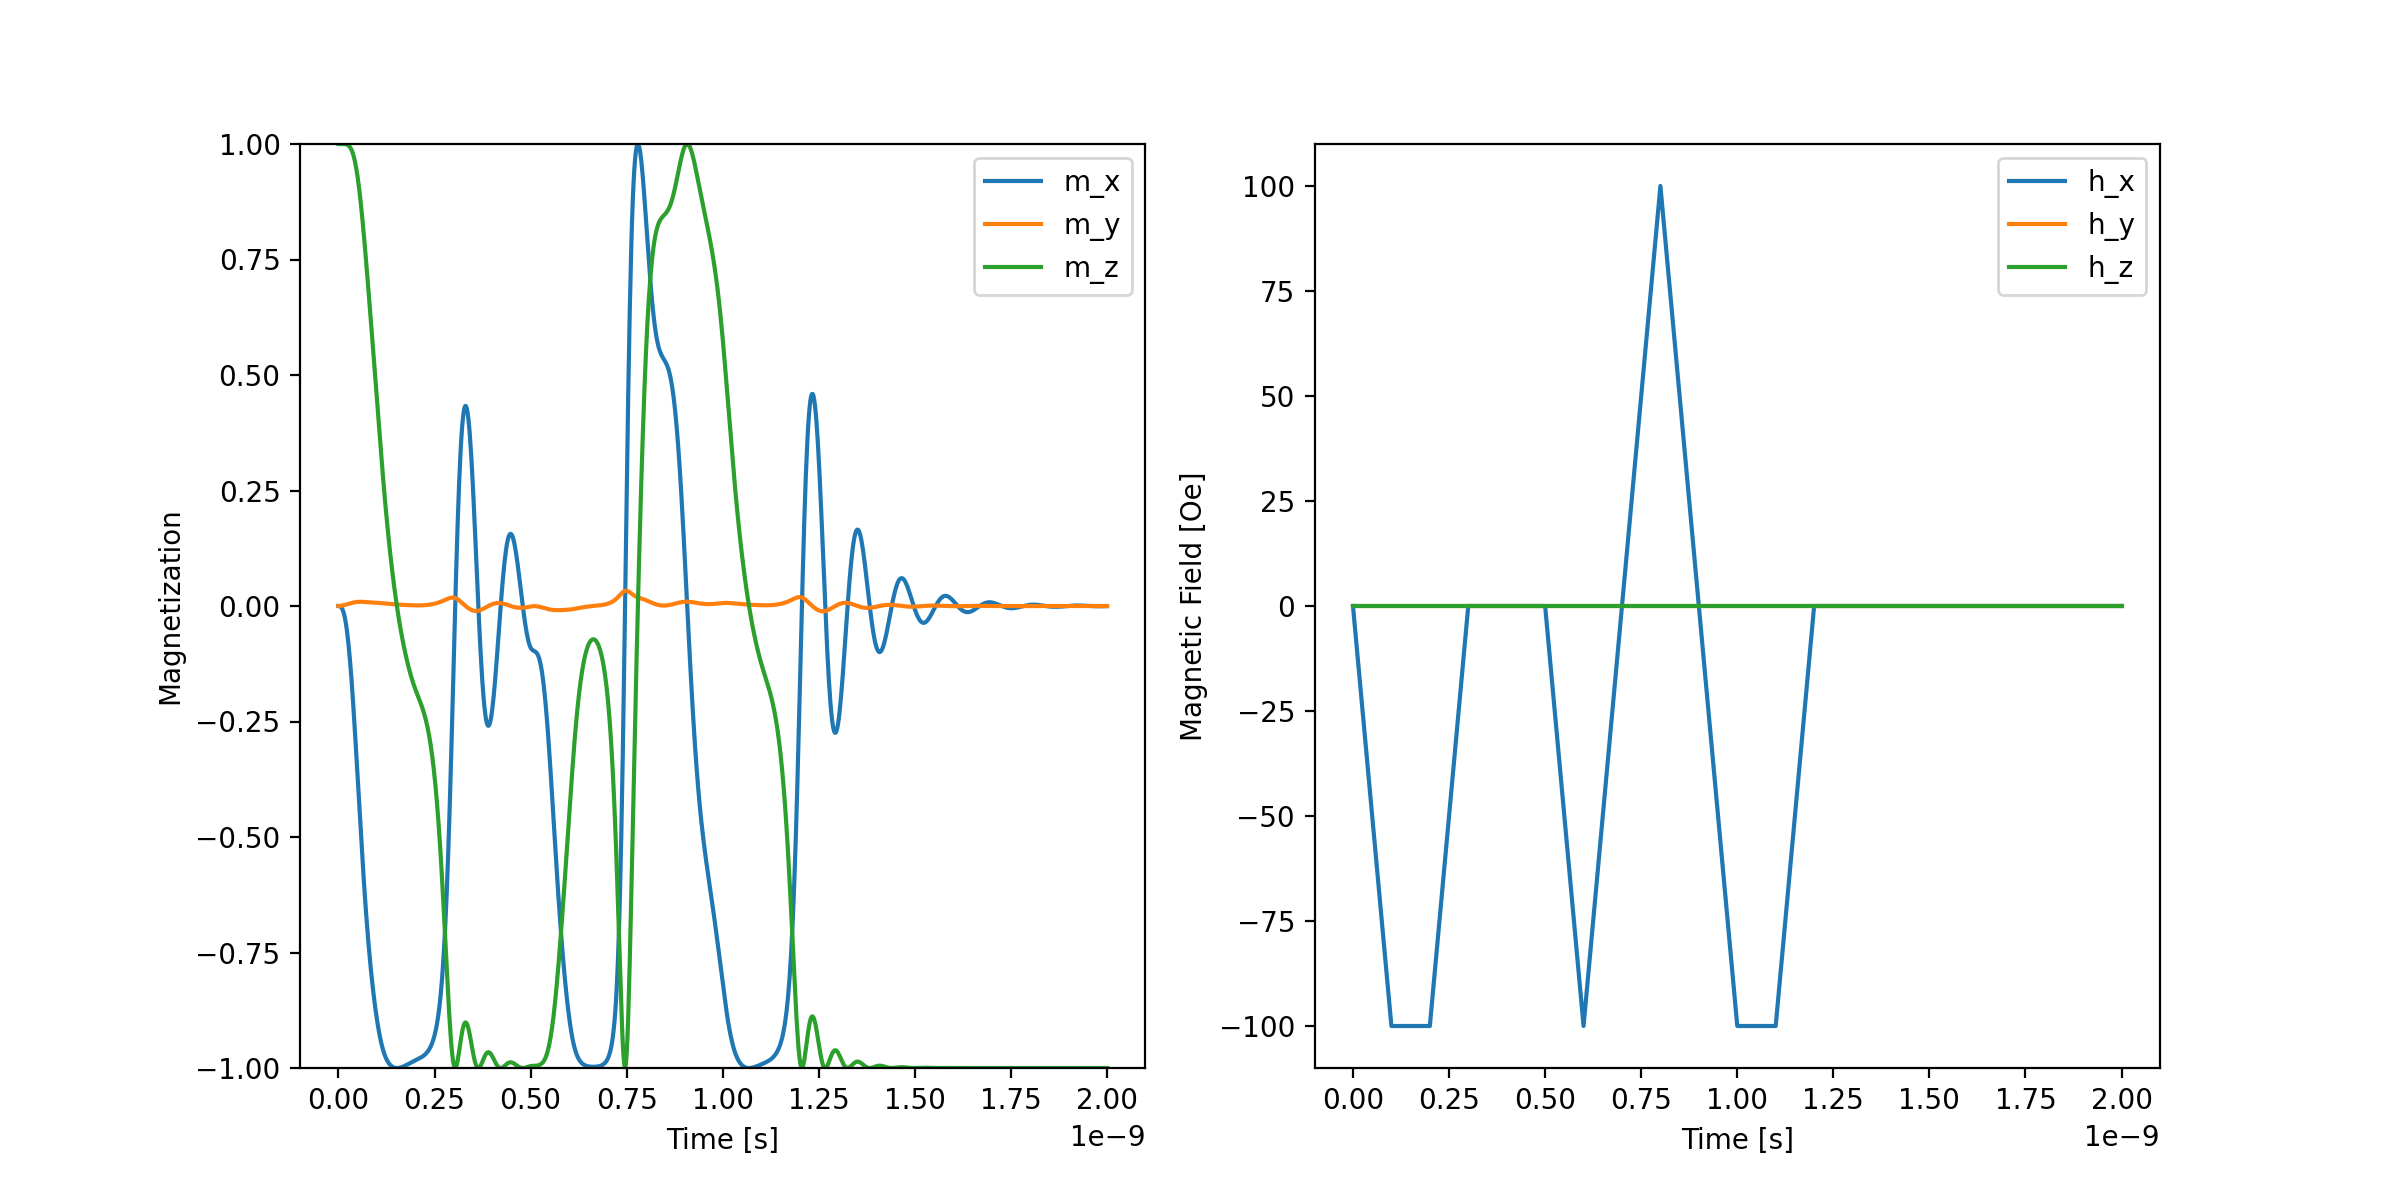 Magnetization
1.00
0.75
0.50
0.25
0.00
−0.25
−0.50
−0.75
−1.00
0.00 0.25 0.50 0.75 1.00 1.25 1.50 1.75 2.00
1e−9
Time [s]
m_x
m_y
m_z
Magnetic Field [Oe]
100
75
50
25
0
−25
−50
−75
−100
0.00 0.25 0.50 0.75 1.00 1.25 1.50 1.75 2.00
1e−9
Time [s]
h_x
h_y
h_z